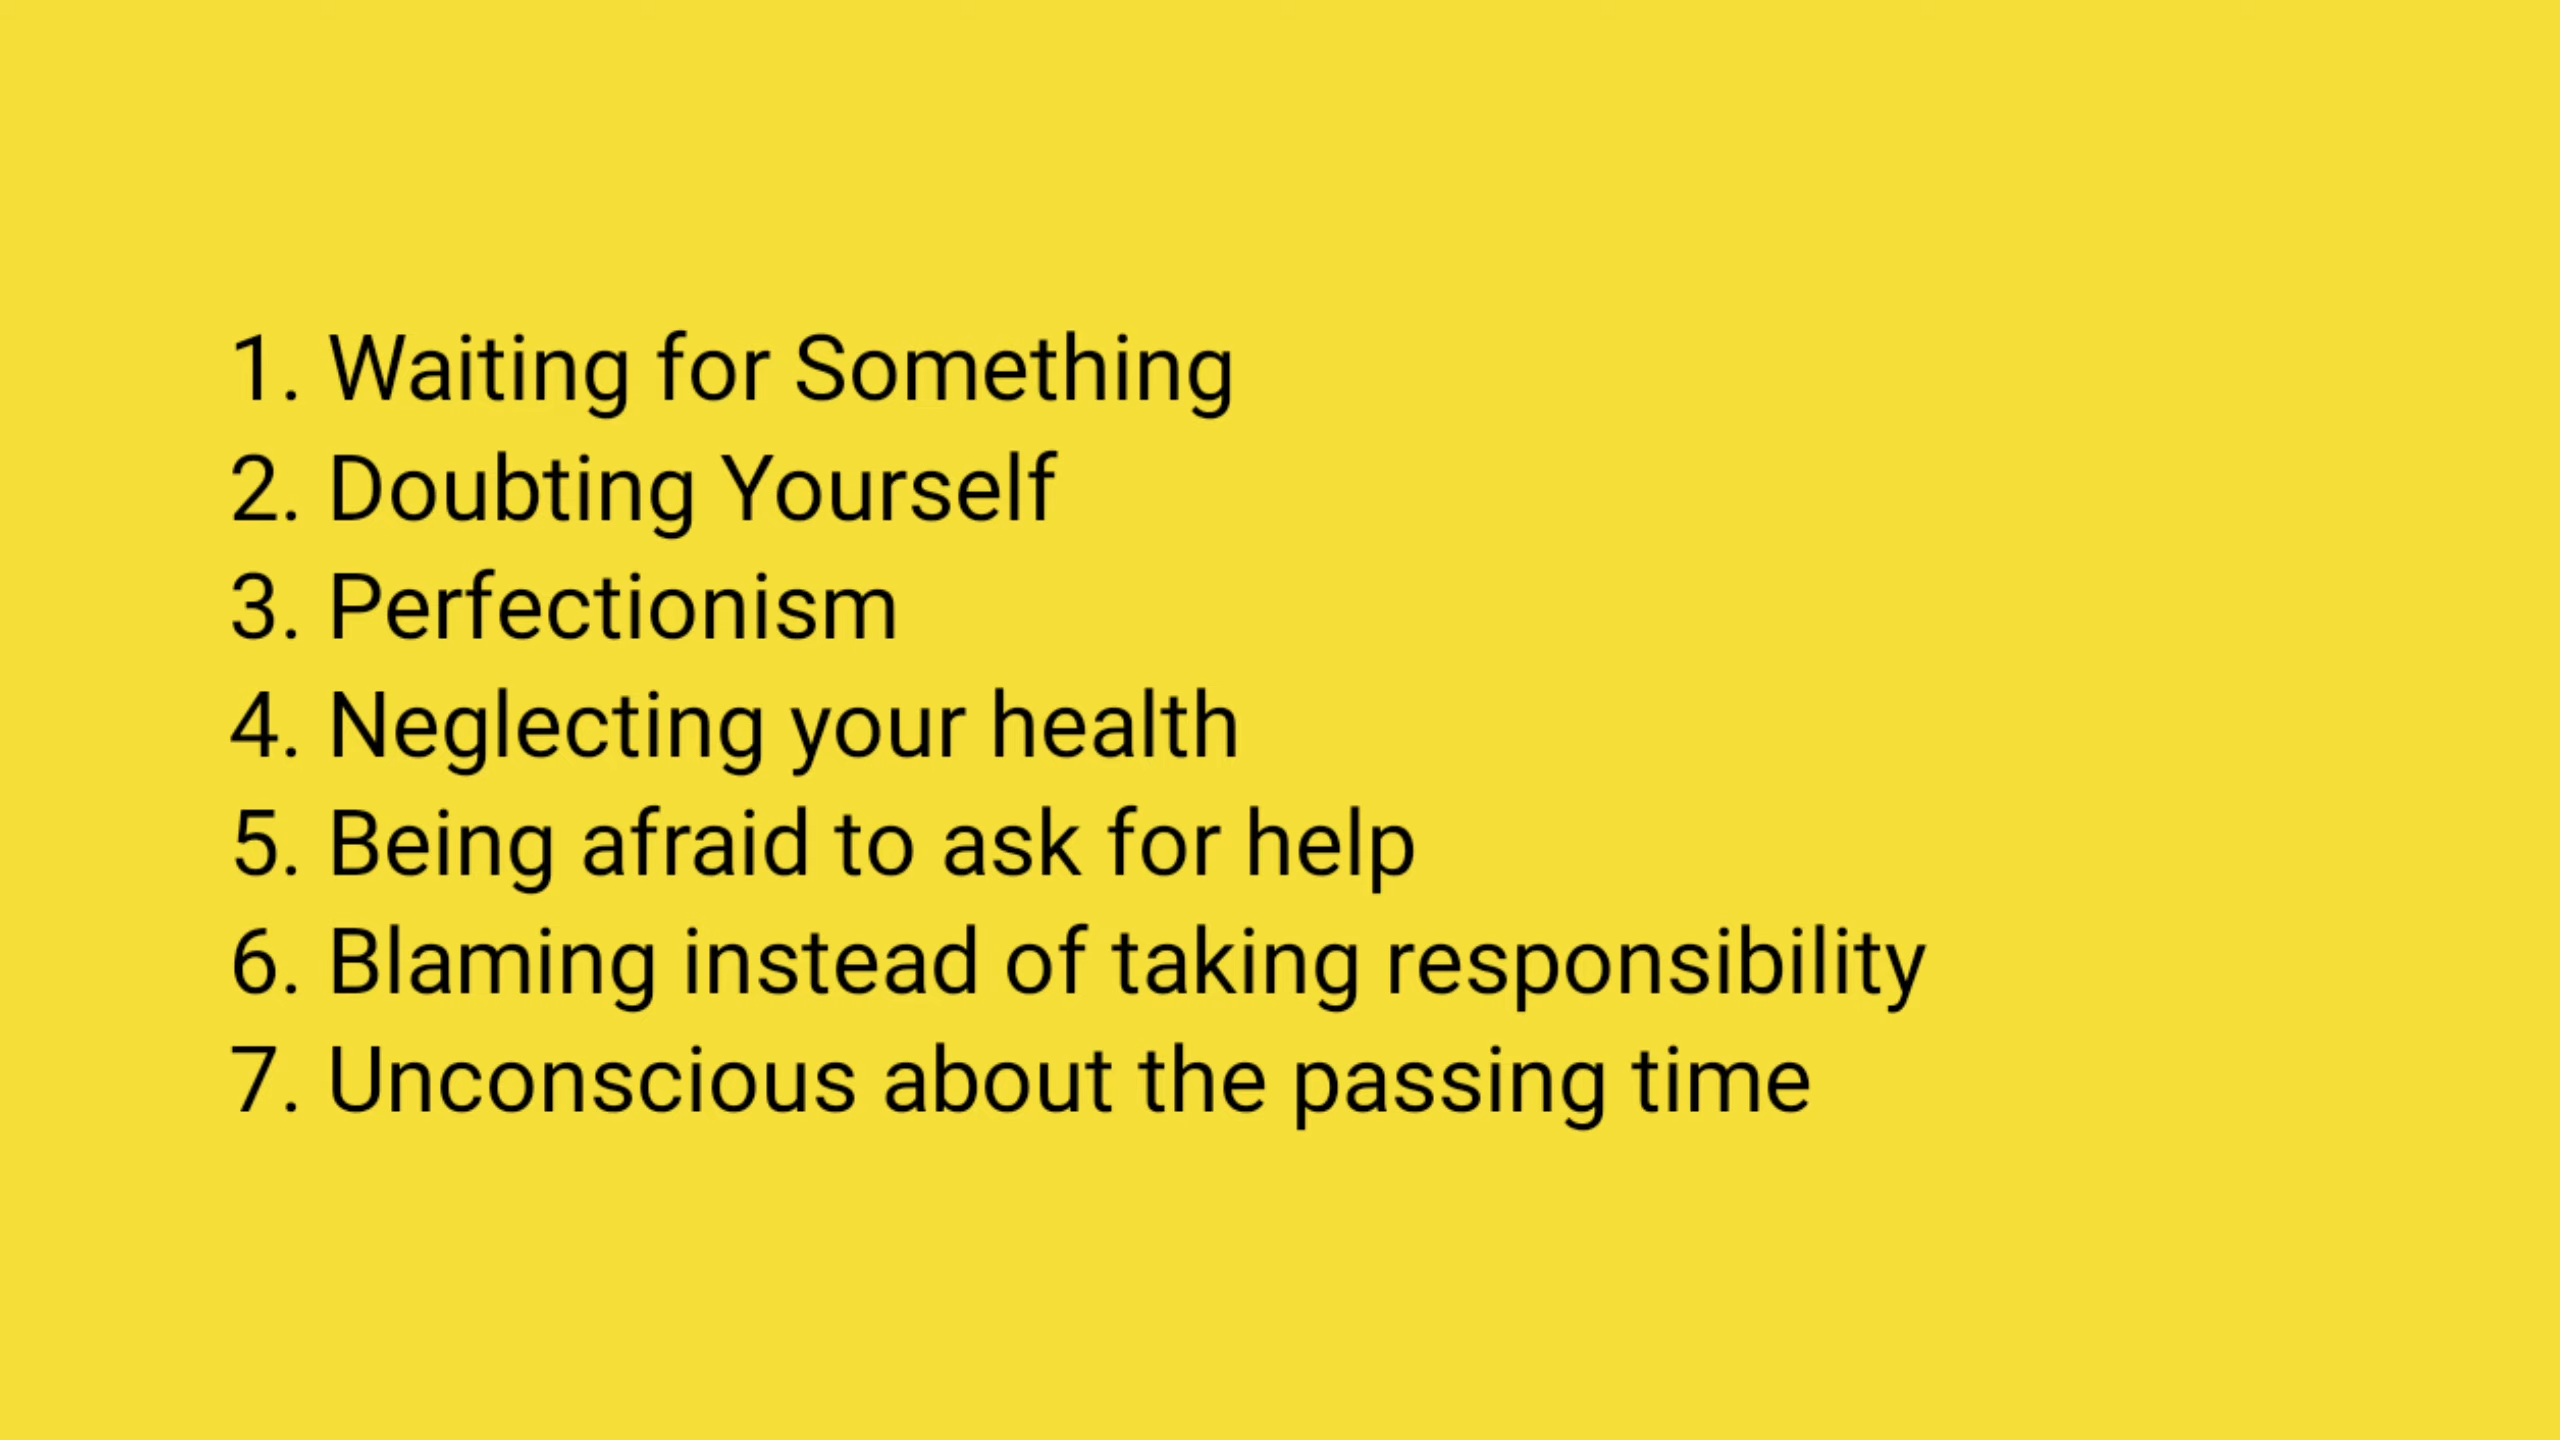 1. Waiting for Something
2. Doubting Yourself
3. Perfectionism
4. Neglecting your health
5. Being afraid to ask for help
6. Blaming instead of taking responsibility
7. Unconscious about the passing time